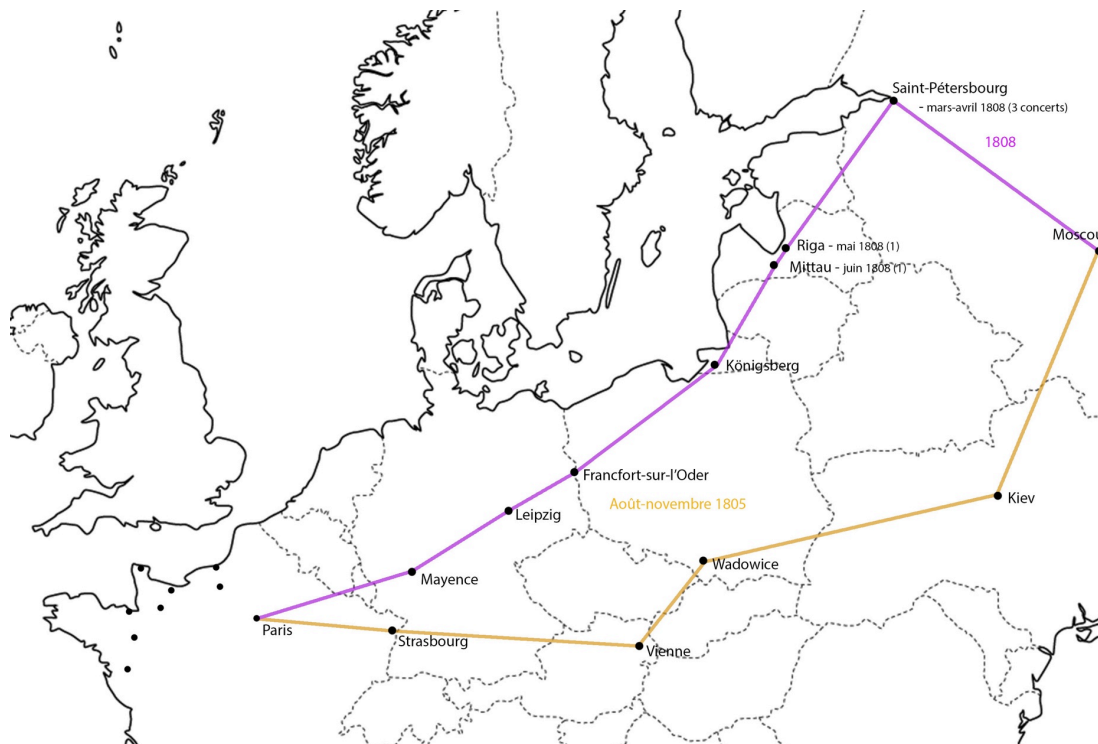 Saint-Pétersbourg
- mars-avril 1808 (3 concerts)
1808
Moscou
Riga - mai 1808 (1)
Mittau - juin 1808 (1)
Königsberg
Francfort-sur-l'Oder
Août-novembre 1805
Kiev
Leipzig
Wadowice
Mayence
Paris
Strasbourg
Vienne